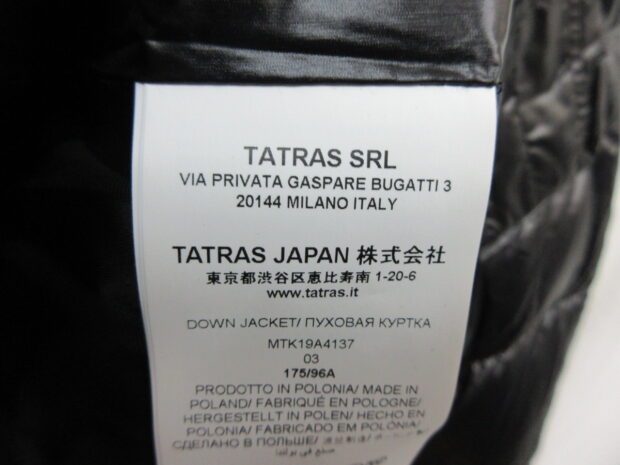 TATRAS SRL
VIA PRIVATA GASPARE BUGATTI 3
20144 MILANO ITALY
TATRAS JAPAN 株式会社
東京都渋谷区恵比寿南 1-20-6
www.tatras.it
DOWN JACKET/ ПУХОВАЯ КУРТКА
MTK19A4137
03
175/96A
PRODOTTO IN POLONIA/ MADE IN
POLAND/ FABRIQUÉ EN POLOGNE/
HERGESTELLT IN POLEN/ HECHO EN
POLONIA/ FABRICADO EM POLÓNIA/
СДЕЛАНО В ПОЛЬШЕ/
صنع في بولندا